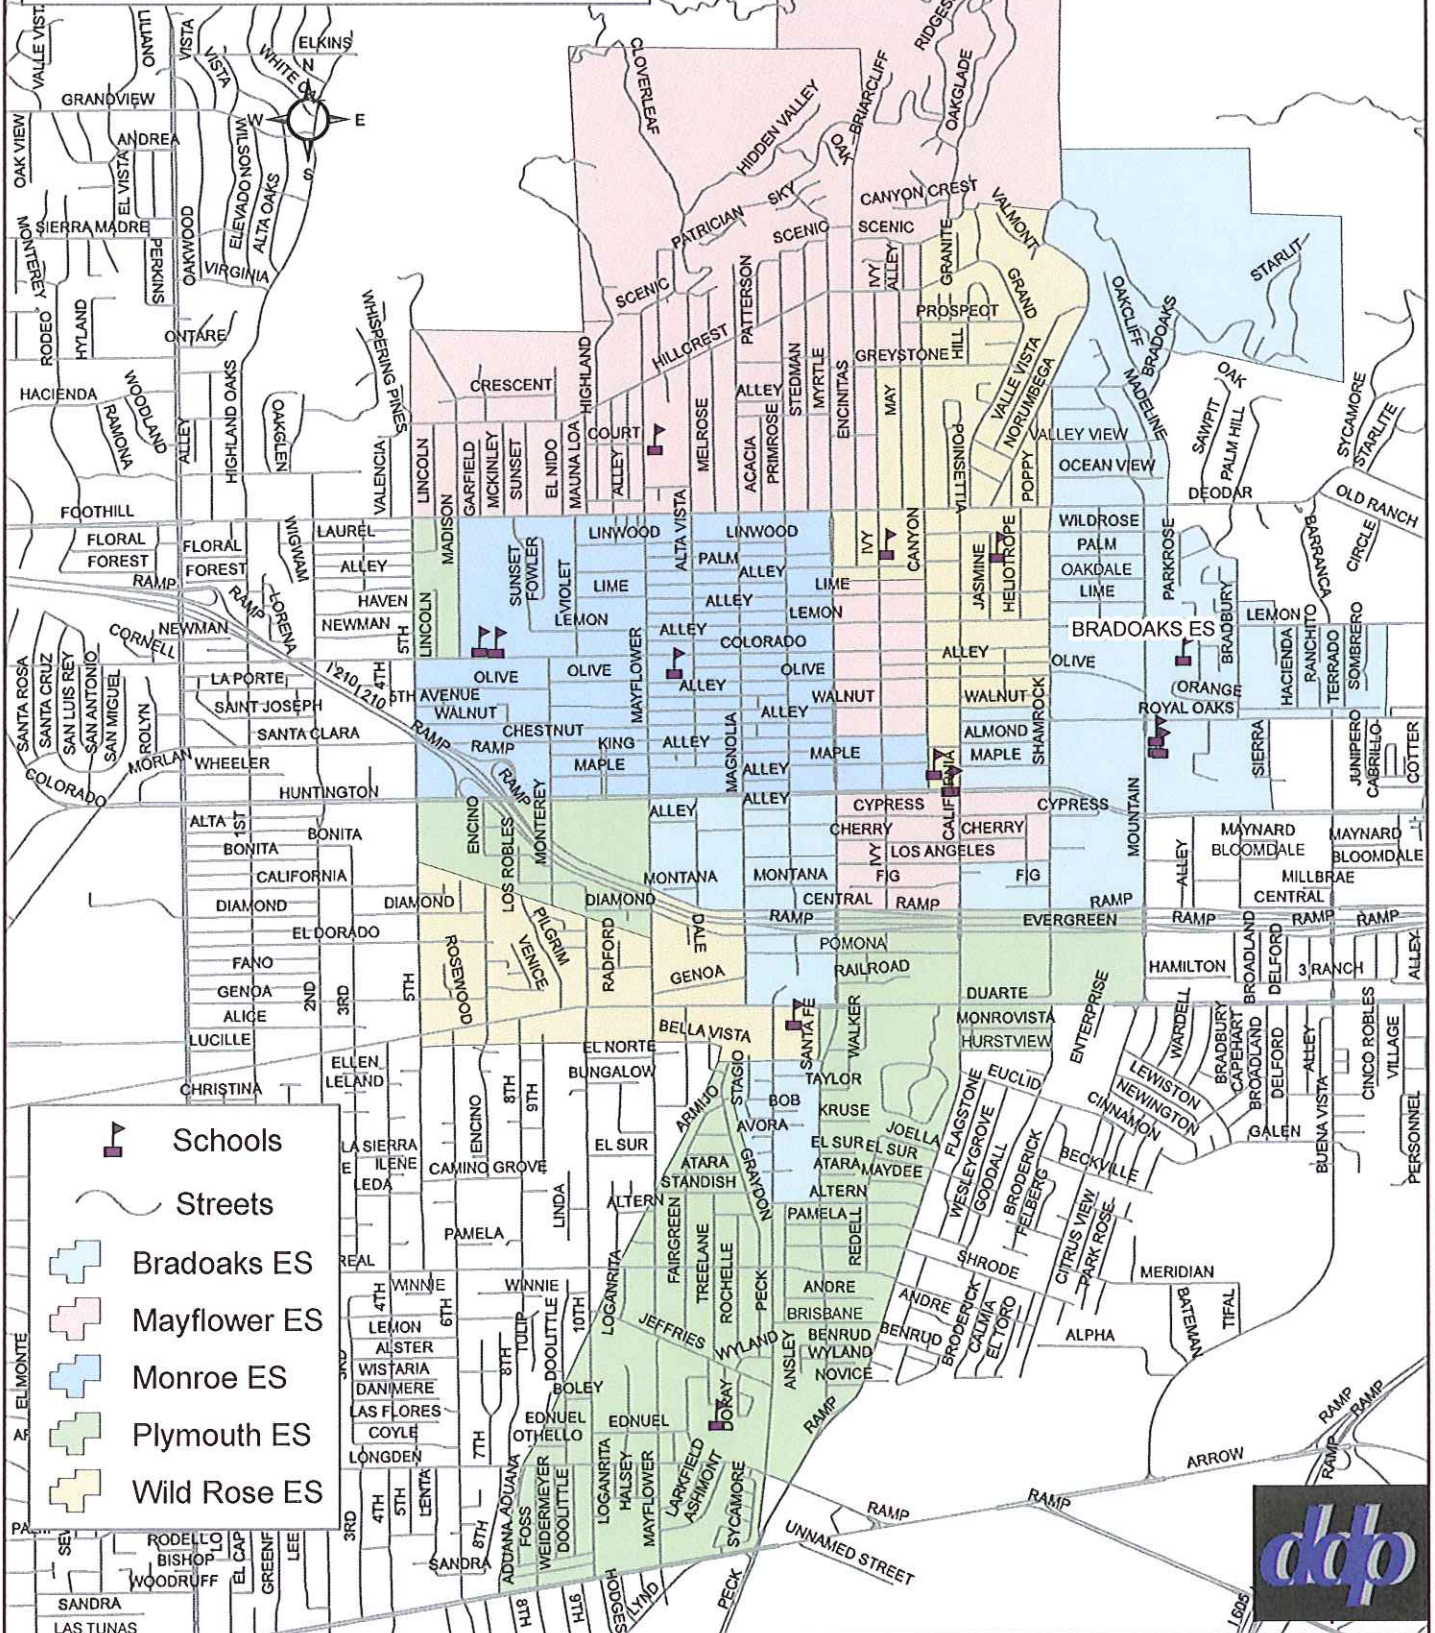 VALLE VIST
LILIANO
VISTA
VISTA
WHITE O
ELKINS
N
W
E
S
GRANDVIEW
OAK VIEW
ANDREA
EL VISTA
ELEVADO
WILSON
ALTA OAKS
SIERRA MADRE
MONTEREY
PERKINS
OAKWOOD
VIRGINIA
RODEO
HYLAND
ONTARE
WHISPERING PINES
HACIENDA
WOODLAND
RAMONA
ALLEY
HIGHLAND OAKS
OAKGLEN
VALENCIA
CLOVERLEAF
HIDDEN VALLEY
OAK
BRIARCLIFF
RIDGES
OAKGLADE
PATRICIAN
SKY
CANYON CREST
VALMONT
SCENIC
SCENIC
SCENIC
GRANITE
IVY
ALLEY
GRAND
STARLIT
PATTERSON
HILLCREST
PROSPECT
GREYSTONE
HILL
OAKCLIFF
BRADOAKS
MADELINE
CRESCENT
HIGHLAND
ALLEY
STEDMAN
MYRTLE
ENCINITAS
MAY
VALLE VISTA
NORUMBEGA
OAK
SAWPIT
PALM HILL
SYCAMORE
STARLITE
LINCOLN
GARFIELD
MCKINLEY
SUNSET
EL NIDO
MAUNA LOA
COURT
ALLEY
MELROSE
ACACIA
PRIMROSE
POINSETTIA
POPPY
VALLEY VIEW
OCEAN VIEW
DEODAR
OLD RANCH
CIRCLE
BARRANCA
FOOTHILL
FLORAL
FOREST
FLORAL
FOREST
WIGWAM
LAUREL
ALLEY
MADISON
SUNSET
FOWLER
VIOLET
LINWOOD
ALTA VISTA
LINWOOD
PALM
ALLEY
IVY
CANYON
JASMINE
HELIOTROPE
WILDROSE
PALM
OAKDALE
LIME
PARKROSE
RAMP
RAMP
LORENA
HAVEN
NEWMAN
5TH
LINCOLN
LIME
LEMON
ALLEY
LIME
LEMON
BRADOAKS ES
BRADBURY
LEMON
HACIENDA
RANCHITO
TERRADO
SOMBRERO
NEWMAN
CORNELL
SANTA ROSA
SANTA CRUZ
SAN LUIS REY
SAN ANTONIO
SAN MIGUEL
ROLYN
LA PORTE
SAINT JOSEPH
SANTA CLARA
I 210
I 210
4TH
5TH AVENUE
OLIVE
WALNUT
OLIVE
MAYFLOWER
ALLEY
COLORADO
OLIVE
ALLEY
WALNUT
ALLEY
ALLEY
WALNUT
ALMOND
MAPLE
SHAMROCK
OLIVE
ORANGE
ROYAL OAKS
COLORADO
MORLAN
WHEELER
RAMP
RAMP
RAMP
CHESTNUT
KING
MAPLE
ALLEY
MAGNOLIA
ALLEY
MAPLE
CALIFORNIA
MOUNTAIN
SIERRA
JUNIPERO
CABRILLO
COTTER
HUNTINGTON
ALTA
1ST
BONITA
BONITA
CALIFORNIA
DIAMOND
EL DORADO
FANO
GENOA
ALICE
LUCILLE
2ND
3RD
5TH
CHRISTINA
ENCINO
LOS ROBLES
MONTEREY
ALLEY
ALLEY
CYPRESS
CYPRESS
CHERRY
CHERRY
IVY
LOS ANGELES
FIG
FIG
MAYNARD
BLOOMDALE
MAYNARD
BLOOMDALE
ALLEY
MILLBRAE
CENTRAL
DIAMOND
DIAMOND
MONTANA
MONTANA
CENTRAL
RAMP
RAMP
RAMP
EVERGREEN
RAMP
RAMP
RAMP
ROSEWOOD
VENICE
PILGRIM
RADFORD
DALE
GENOA
POMONA
RAILROAD
DUARTE
HAMILTON
BROADLAND
DELFORD
3 RANCH
ALLEY
BELLA VISTA
SANTA FE
WALKER
MONROVISTA
HURSTVIEW
ENTERPRISE
WARDELL
BRADBURY
CAPEHART
BROADLAND
DELFORD
ALLEY
BUENA VISTA
CINCO ROBLES
VILLAGE
PERSONNEL
ELLEN
LELAND
LA SIERRA
E
ILENE
LEDA
ENCINO
8TH
9TH
EL NORTE
BUNGALOW
ARMIJO
STAGIO
TAYLOR
BOB
AVORA
KRUSE
EL SUR
EL SUR
EL SUR
JOELLA
ATARA
MAYDEE
EUCLID
FLAGSTONE
WESLEYGROVE
GOODALL
BRODERICK
FELBERG
LEWISTON
NEWINGTON
CINNAMON
BECKVILLE
GALEN
CAMINO GROVE
LINDA
ALTERN
ATARA
STANDISH
GRAYDON
ALTERN
PAMELA
PAMELA
REDELL
CITRUS VIEW
PARK ROSE
SHRODE
MERIDIAN
BATEMAN
TIFAL
REAL
WINNIE
WINNIE
4TH
6TH
LEMON
ALSTER
WISTARIA
DANIMERE
LAS FLORES
COYLE
LONGDEN
TULIP
8TH
DOOLITTLE
10TH
LOGANRITA
FAIRGREEN
TREELANE
ROCHELLE
PECK
JEFFRIES
WYLAND
ANSLEY
ANDRE
BRISBANE
BENRUD
WYLAND
NOVICE
ANDRE
BENRUD
BRODERICK
CALMIA
EL TORO
ALPHA
BOLEY
EDNUEL
OTHELLO
EDNUEL
DORAY
7TH
RAMP
FOSS
WEIDERMEYER
DOOLITTLE
LOGANRITA
HALSEY
MAYFLOWER
LARKFIELD
ASHMONT
SYCAMORE
ADUANA
ADUANA
3RD
4TH
5TH
LENTA
8TH
SANDRA
8TH
9TH
HODGES
LYND
PECK
RAMP
UNNAMED STREET
RAMP
ARROW
RAMP
RAMP
RAMP
I 605
Schools
Streets
Bradoaks ES
Mayflower ES
Monroe ES
Plymouth ES
Wild Rose ES
EL MONTE
RODELL
BISHOP
WOODRUFF
SANDRA
LAS TUNAS
LO
EL CAP
GREENF
LEE
ddp